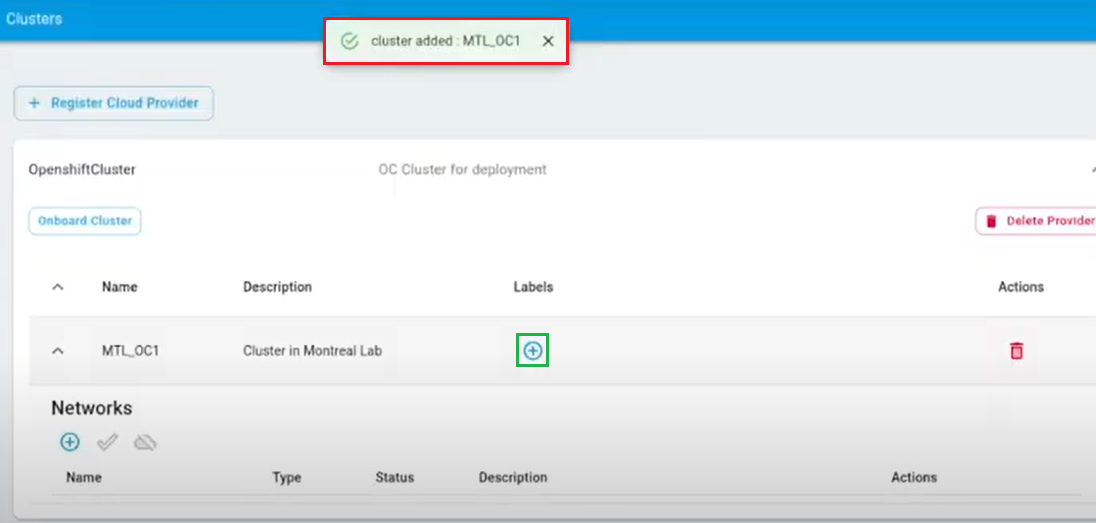 Clusters
cluster added : MTL_OC1
Register Cloud Provider
OpenshiftCluster OC Cluster for deployment
Onboard Cluster Delete Provider
Name Description Labels Actions
MTL_OC1 Cluster in Montreal Lab
Networks
Name Type Status Description Actions